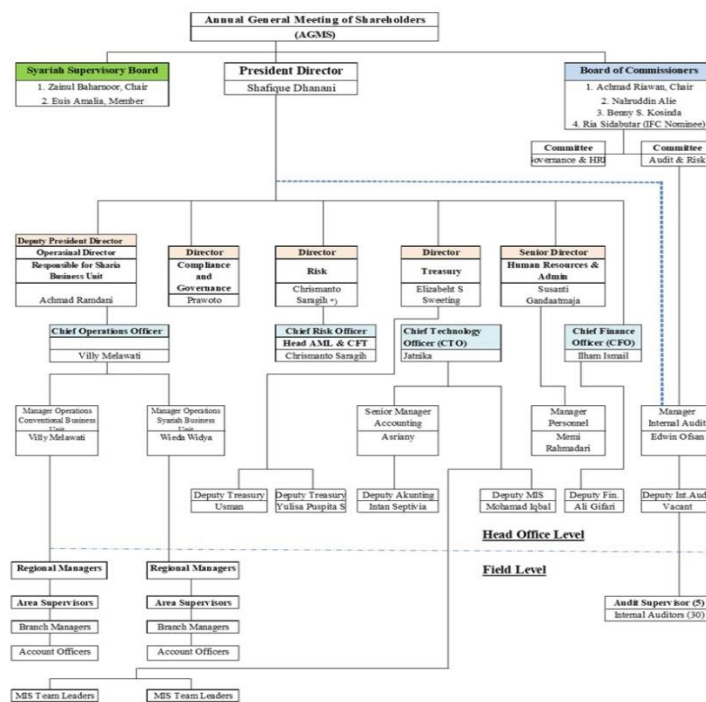 Annual General Meeting of Shareholders
(AGMS)
Syariah Supervisory Board
1. Zainul Baharnoor, Chair
2. Euis Amalia, Member
President Director
Shafique Dhanani
Board of Commissioners
1. Achmad Riawan, Chair
2. Nahruddin Alie
3. Benny S. Kosinda
4. Ria Sidabutar (IFC Nominee)
Committee
Governance & HR
Committee
Audit & Risk
Deputy President Director
Operasinal Director
Responsible for Sharia
Business Unit
Achmad Ramdani
Director
Compliance
and
Governance
Prawoto
Director
Risk
Chrismanto
Saragih *)
Director
Treasury
Elizabeht S
Sweeting
Senior Director
Human Resources &
Admin
Susanti
Gandaatmaja
Chief Operations Officer
Villy Melawati
Chief Risk Officer
Head AML & CFT
Chrismanto Saragih
Chief Technology
Officer (CTO)
Jatnika
Chief Finance
Officer (CFO)
Ilham Ismail
Manager Operations
Conventional Business
Unit
Villy Melawati
Manager Operations
Syariah Business
Unit
Wieda Widya
Senior Manager
Accounting
Asriany
Manager
Personnel
Memi
Rahmadari
Manager
Internal Audit
Edwin Ofian
Deputy Treasury
Usman
Deputy Treasury
Yulisa Puspita S
Deputy Akunting
Intan Septivia
Deputy MIS
Mohamad Iqbal
Deputy Fin.
Ali Gifari
Deputy Int.Aud
Vacant
Head Office Level
Field Level
Regional Managers
Regional Managers
Area Supervisors
Area Supervisors
Branch Managers
Branch Managers
Account Officers
Account Officers
Audit Supervisor (5)
Internal Auditors (30)
MIS Team Leaders
MIS Team Leaders